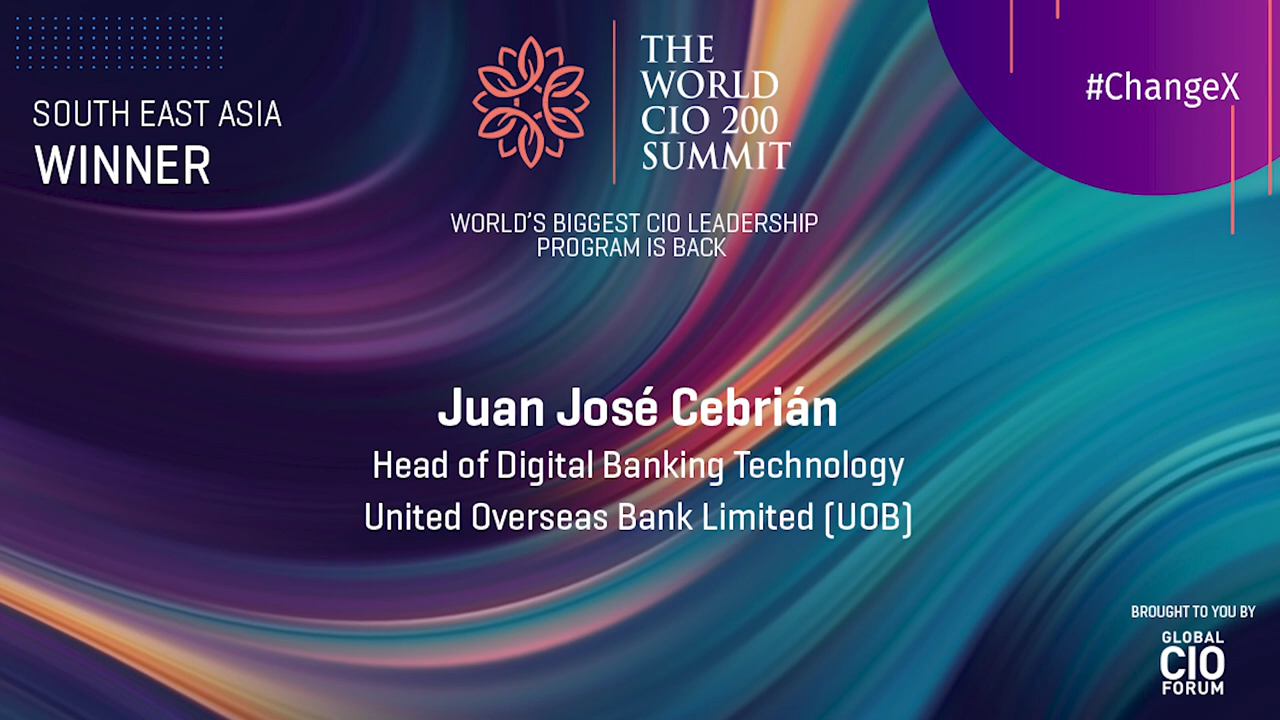 SOUTH EAST ASIA
WINNER
THE
WORLD
CIO 200
SUMMIT
#ChangeX
WORLD'S BIGGEST CIO LEADERSHIP
PROGRAM IS BACK
Juan José Cebrián
Head of Digital Banking Technology
United Overseas Bank Limited (UOB)
BROUGHT TO YOU BY
GLOBAL
CIO
FORUM